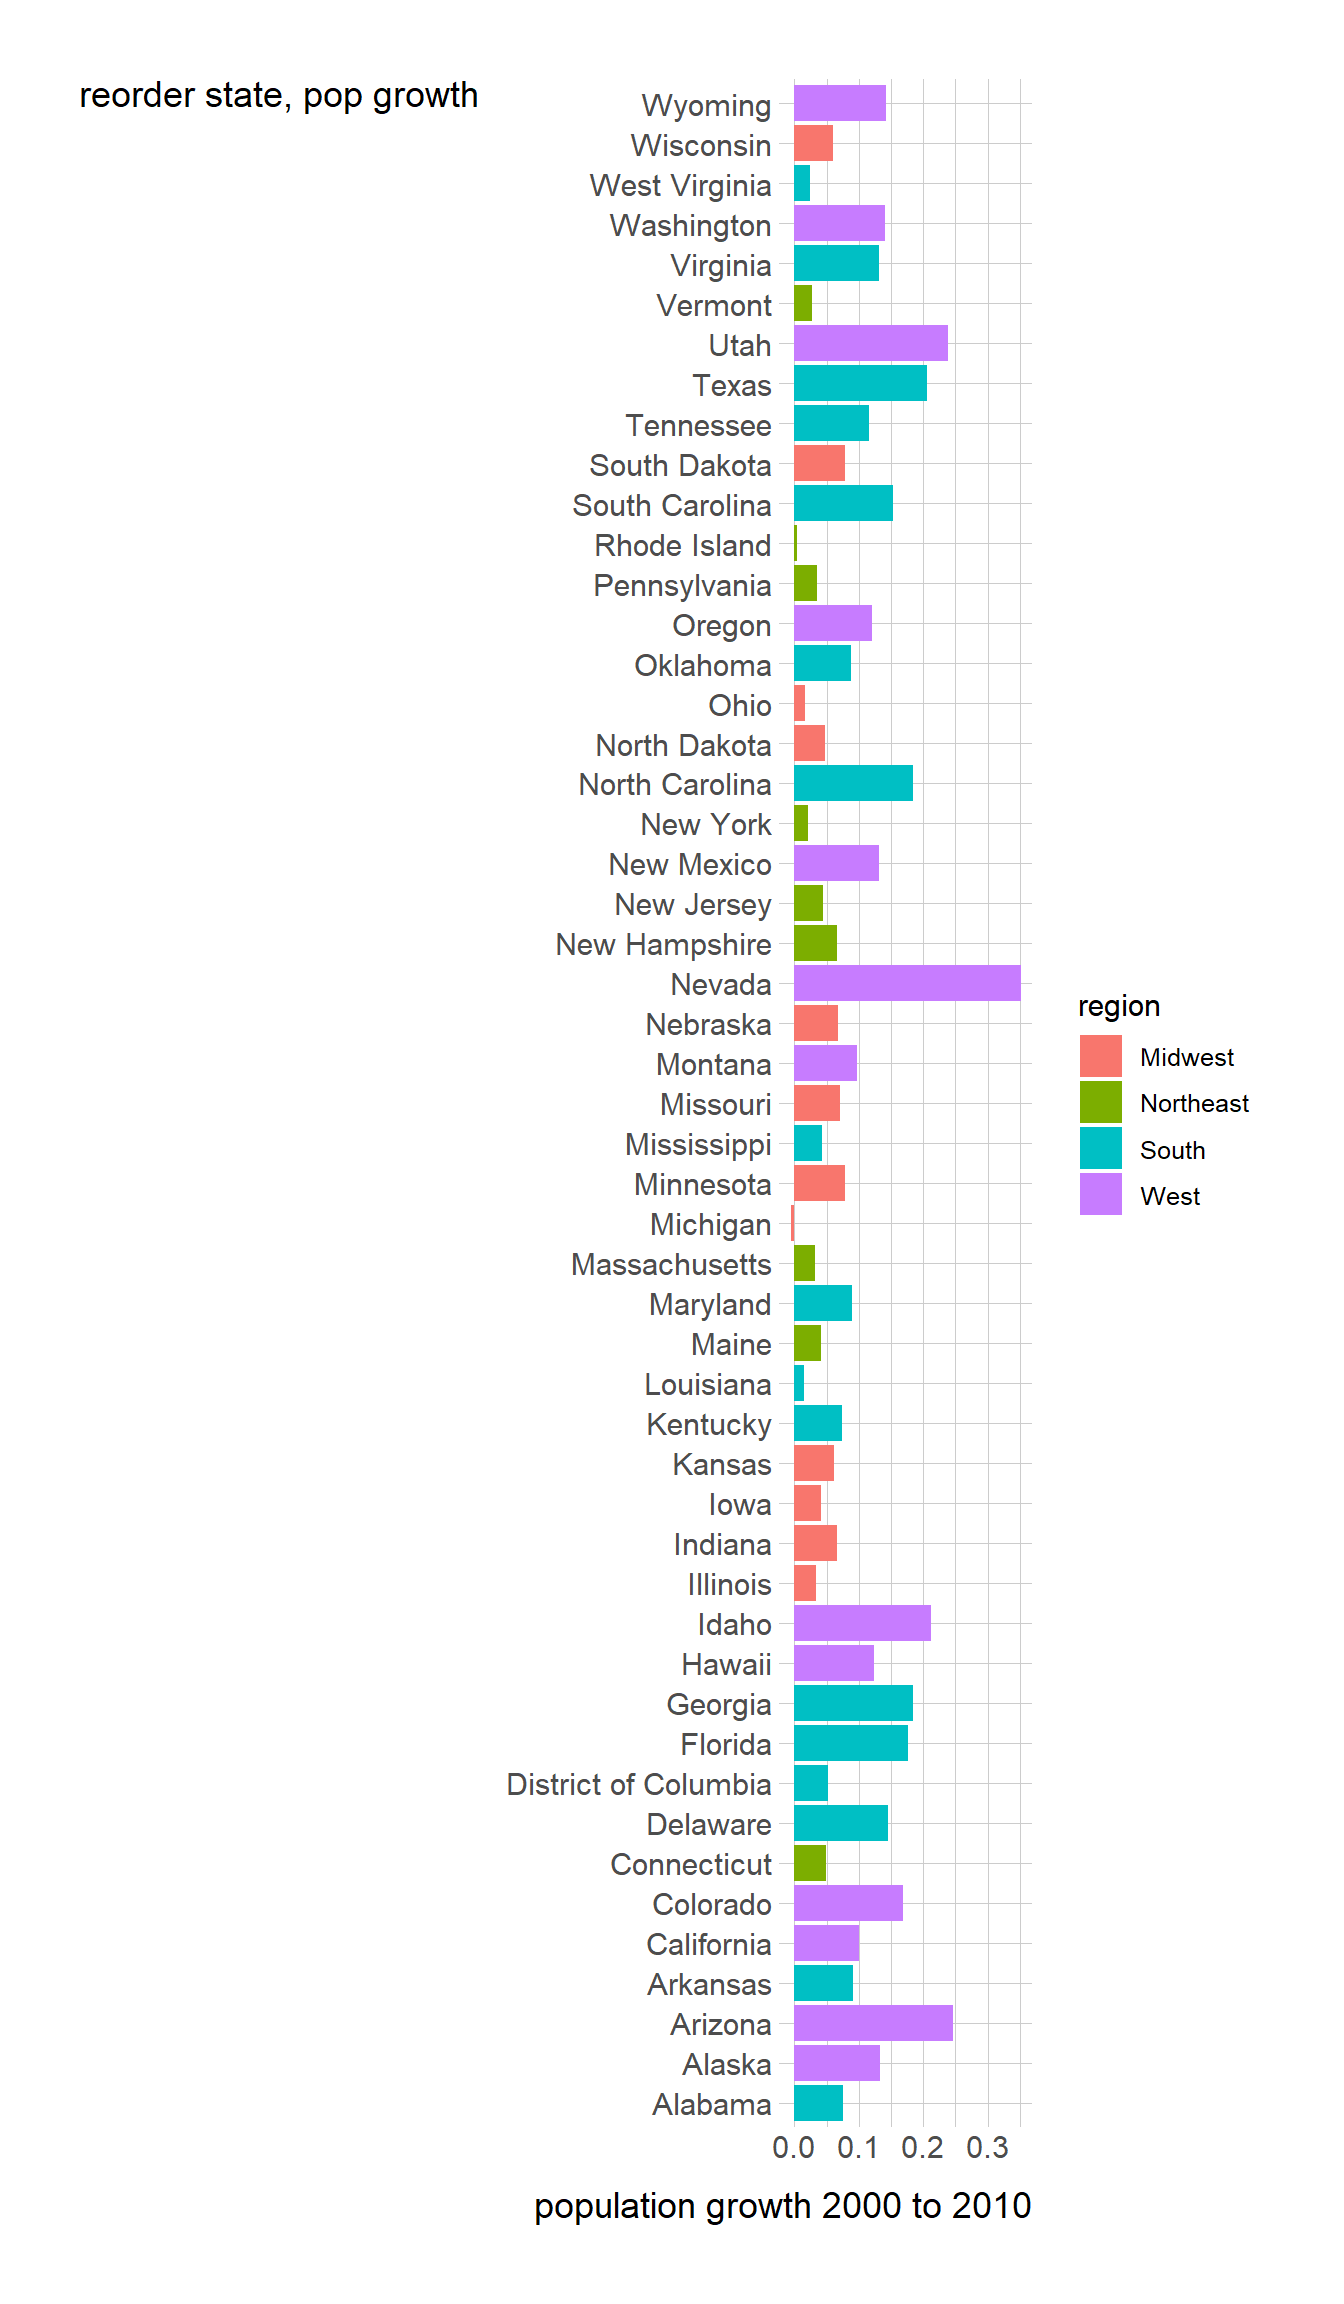 reorder state, pop growth
Wyoming
Wisconsin
West Virginia
Washington
Virginia
Vermont
Utah
Texas
Tennessee
South Dakota
South Carolina
Rhode Island
Pennsylvania
Oregon
Oklahoma
Ohio
North Dakota
North Carolina
New York
New Mexico
New Jersey
New Hampshire
Nevada
Nebraska
Montana
Missouri
Mississippi
Minnesota
Michigan
Massachusetts
Maryland
Maine
Louisiana
Kentucky
Kansas
Iowa
Indiana
Illinois
Idaho
Hawaii
Georgia
Florida
District of Columbia
Delaware
Connecticut
Colorado
California
Arkansas
Arizona
Alaska
Alabama
0.0 0.1 0.2 0.3
population growth 2000 to 2010
region
Midwest
Northeast
South
West